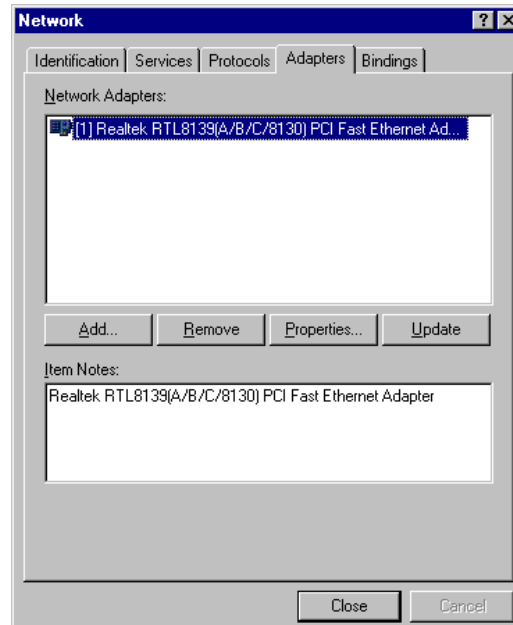 Network
Identification Services Protocols Adapters Bindings
Network Adapters:
[1] Realtek RTL8139(A/B/C/8130) PCI Fast Ethernet Ad...
Add... Remove Properties... Update
Item Notes:
Realtek RTL8139(A/B/C/8130) PCI Fast Ethernet Adapter
Close Cancel